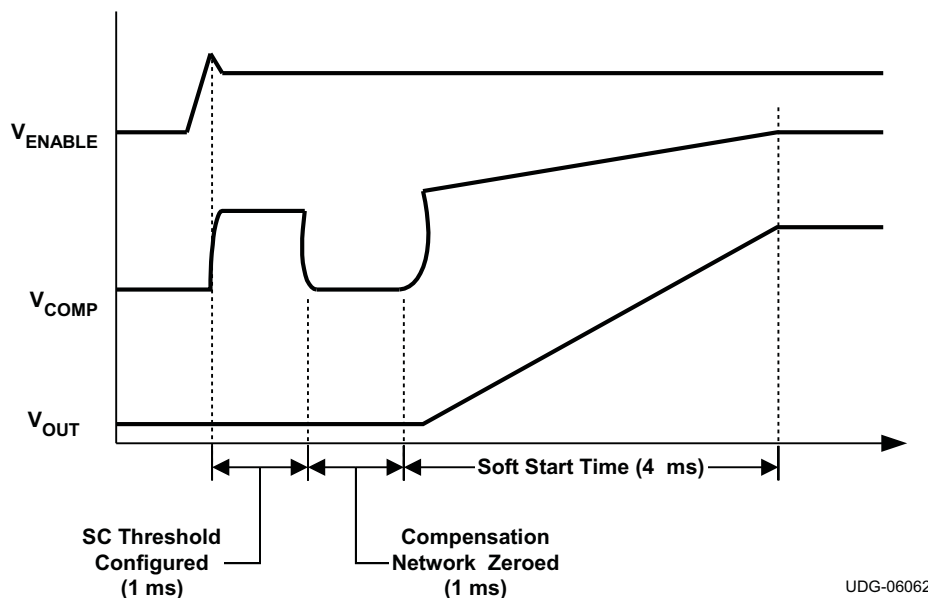 VENABLE
VCOMP
VOUT
Soft Start Time (4 ms)
SC Threshold
Configured
(1 ms)
Compensation
Network Zeroed
(1 ms)
UDG-06062